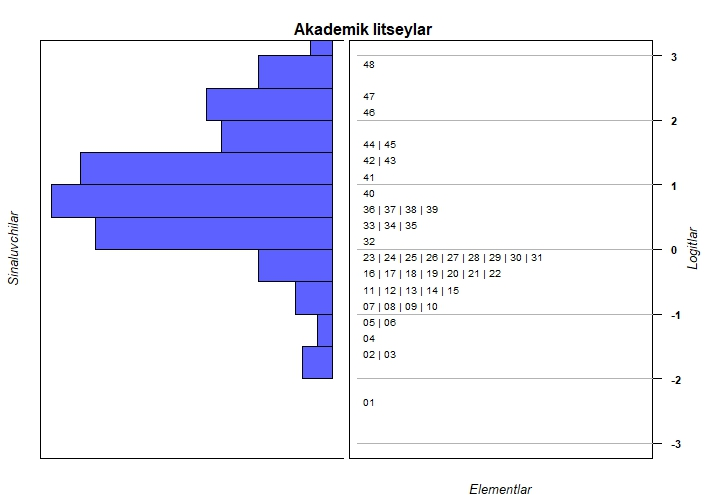 Akademik litseylar
Sinaluvchilar
48
47
46
44 | 45
42 | 43
41
40
36 | 37 | 38 | 39
33 | 34 | 35
32
23 | 24 | 25 | 26 | 27 | 28 | 29 | 30 | 31
16 | 17 | 18 | 19 | 20 | 21 | 22
11 | 12 | 13 | 14 | 15
07 | 08 | 09 | 10
05 | 06
04
02 | 03
01
3
2
1
0
-1
-2
-3
Logitlar
Elementlar